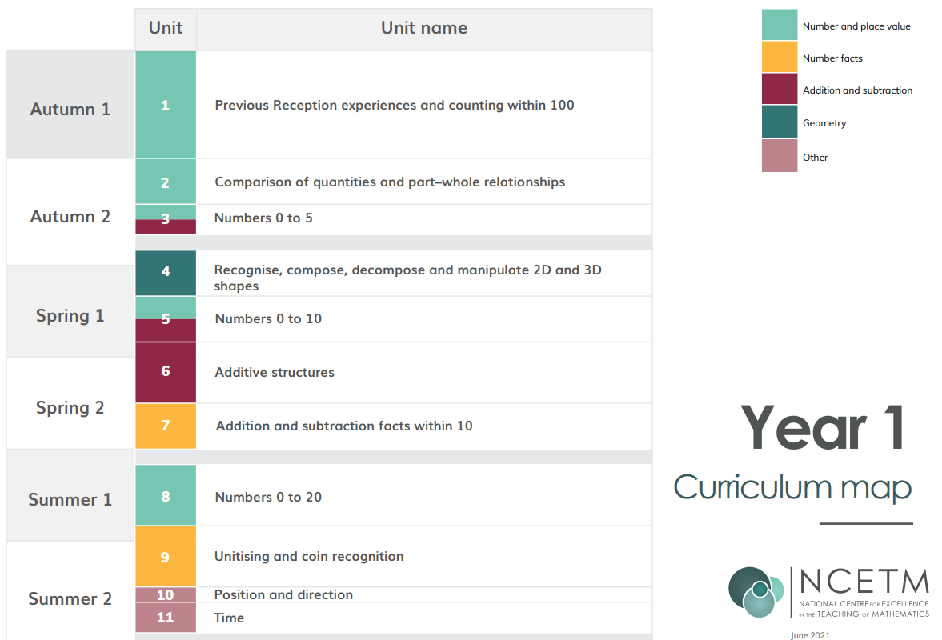 Unit Unit name
Autumn 1
1 Previous Reception experiences and counting within 100
Autumn 2
2 Comparison of quantities and part–whole relationships
3 Numbers 0 to 5
Spring 1
4 Recognise, compose, decompose and manipulate 2D and 3D
shapes
5 Numbers 0 to 10
Spring 2
6 Additive structures
7 Addition and subtraction facts within 10
Summer 1
8 Numbers 0 to 20
Summer 2
9 Unitising and coin recognition
10 Position and direction
11 Time
Number and place value
Number facts
Addition and subtraction
Geometry
Other
Year 1
Curriculum map
NCETM
NATIONAL CENTRE FOR EXCELLENCE
IN THE TEACHING OF MATHEMATICS
June 2021